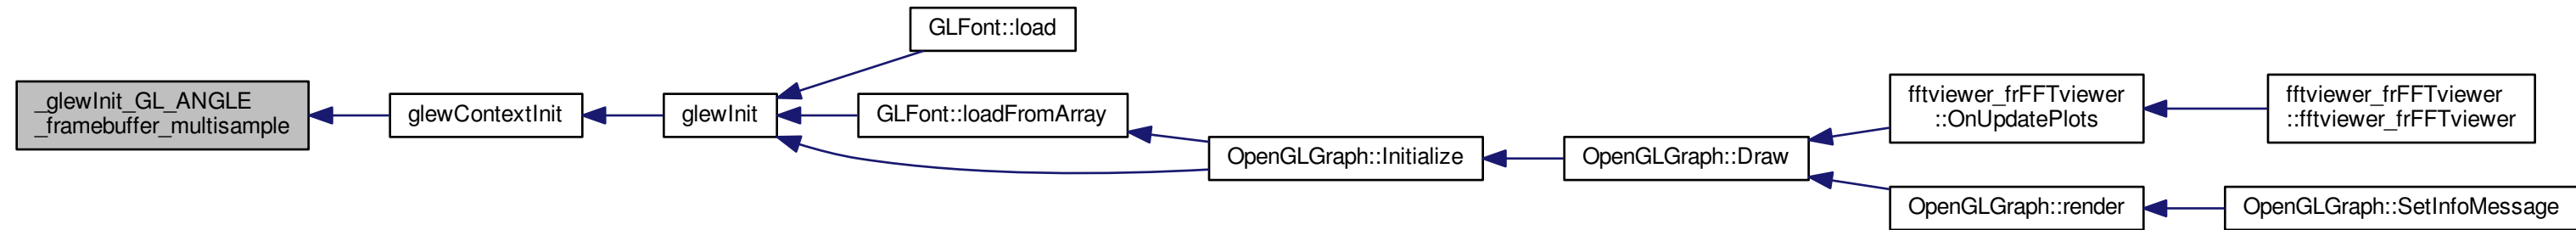 _glewInit_GL_ANGLE
_framebuffer_multisample
glewContextInit
glewInit
GLFont::load
GLFont::loadFromArray
OpenGLGraph::Initialize
OpenGLGraph::Draw
fftviewer_frFFTviewer
::OnUpdatePlots
fftviewer_frFFTviewer
::fftviewer_frFFTviewer
OpenGLGraph::render
OpenGLGraph::SetInfoMessage